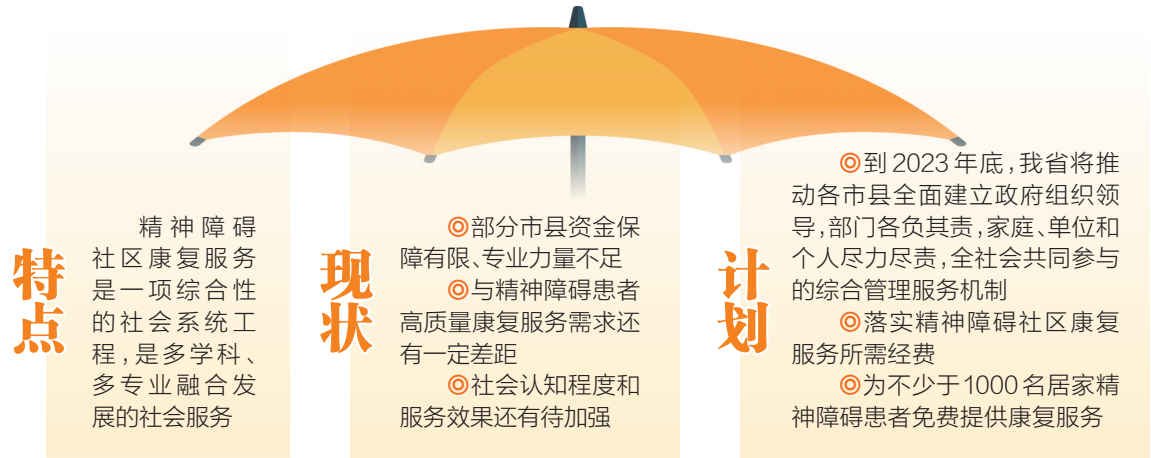 特点
精神障碍
社区康复服务
是一项综合性
的社会系统工
程，是多学科、
多专业融合发
展的社会服务
现状
◎部分市县资金保
障有限、专业力量不足
◎与精神障碍患者
高质量康复服务需求还
有一定差距
◎社会认知程度和
服务效果还有待加强
计划
◎到2023年底，我省将推
动各市县全面建立政府组织领
导，部门各负其责，家庭、单位和
个人尽力尽责，全社会共同参与
的综合管理服务机制
◎落实精神障碍社区康复
服务所需经费
◎为不少于1000名居家精
神障碍患者免费提供康复服务